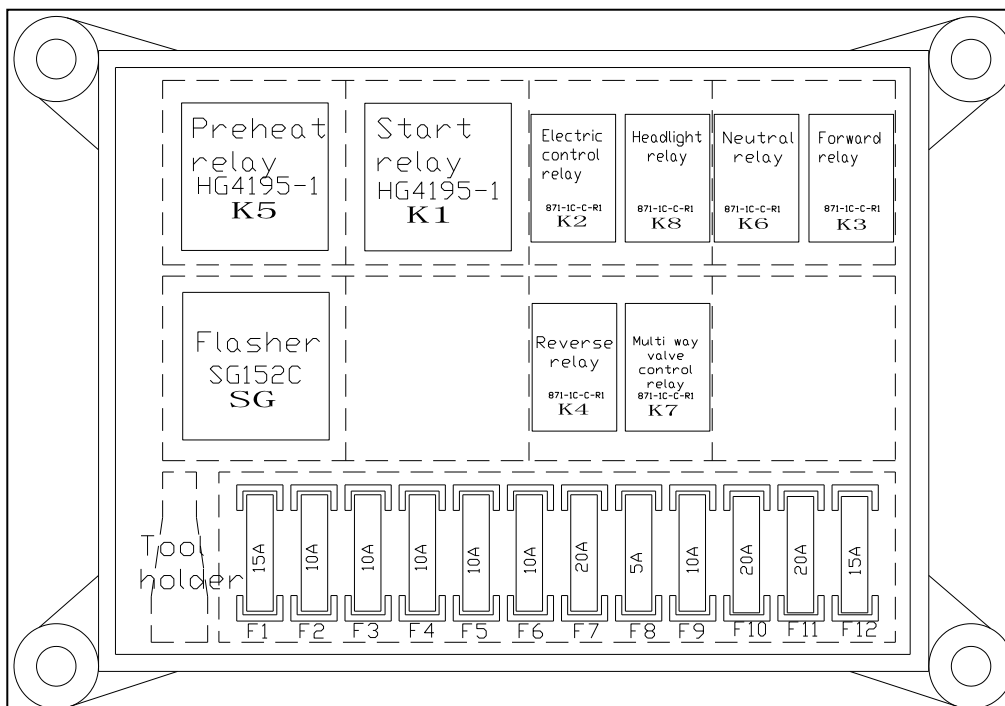 Preheat
relay
HG4195-1
K5
Start
relay
HG4195-1
K1
Electric
control
relay
871-1C-C-R1
K2
Headlight
relay
871-1C-C-R1
K8
Neutral
relay
871-1C-C-R1
K6
Forward
relay
871-1C-C-R1
K3
Flasher
SG152C
SG
Reverse
relay
871-1C-C-R1
K4
Multi way
valve
control
relay
871-1C-C-R1
K7
Tool
holder
15A
10A
10A
10A
10A
10A
20A
5A
10A
20A
20A
15A
F1
F2
F3
F4
F5
F6
F7
F8
F9
F10
F11
F12